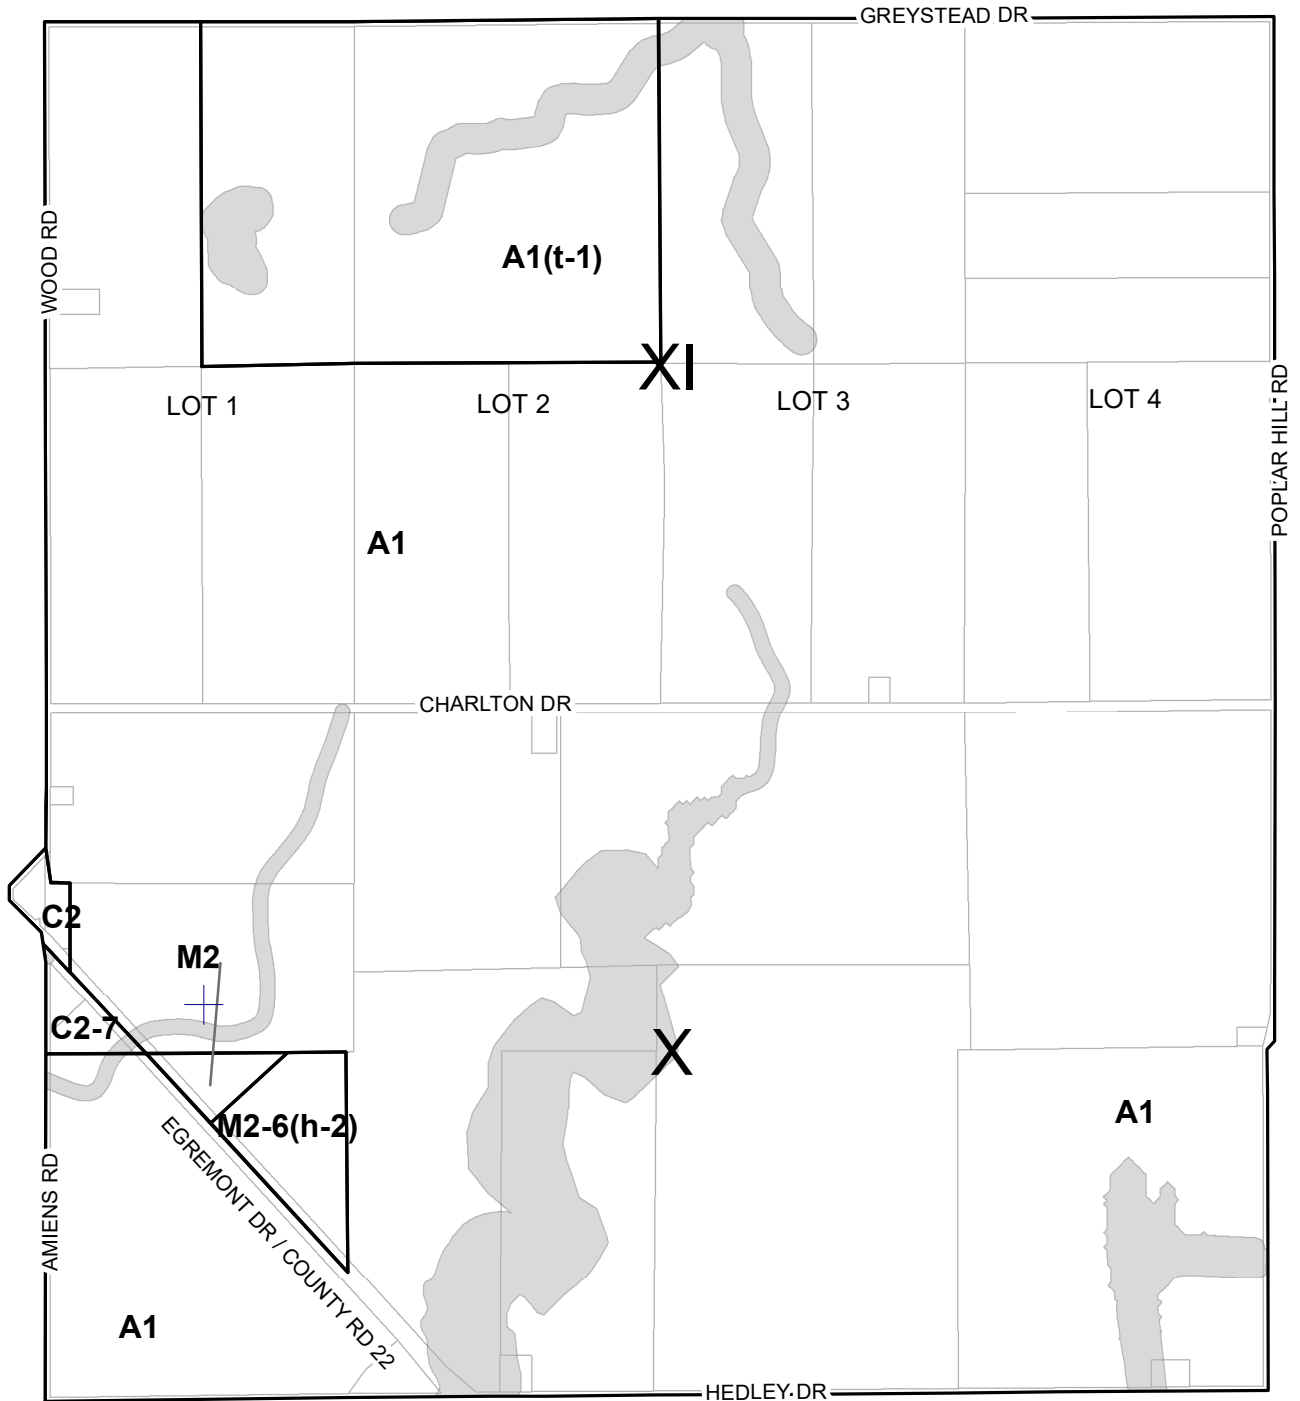 GREYSTEAD DR
WOOD RD
A1(t-1)
XI
LOT 1
LOT 2
LOT 3
LOT 4
POPLAR HILL RD
A1
CHARLTON DR
C2
M2
C2-7
X
M2-6(h-2)
A1
EGREMONT DR / COUNTY RD 22
AMIENS RD
A1
HEDLEY DR